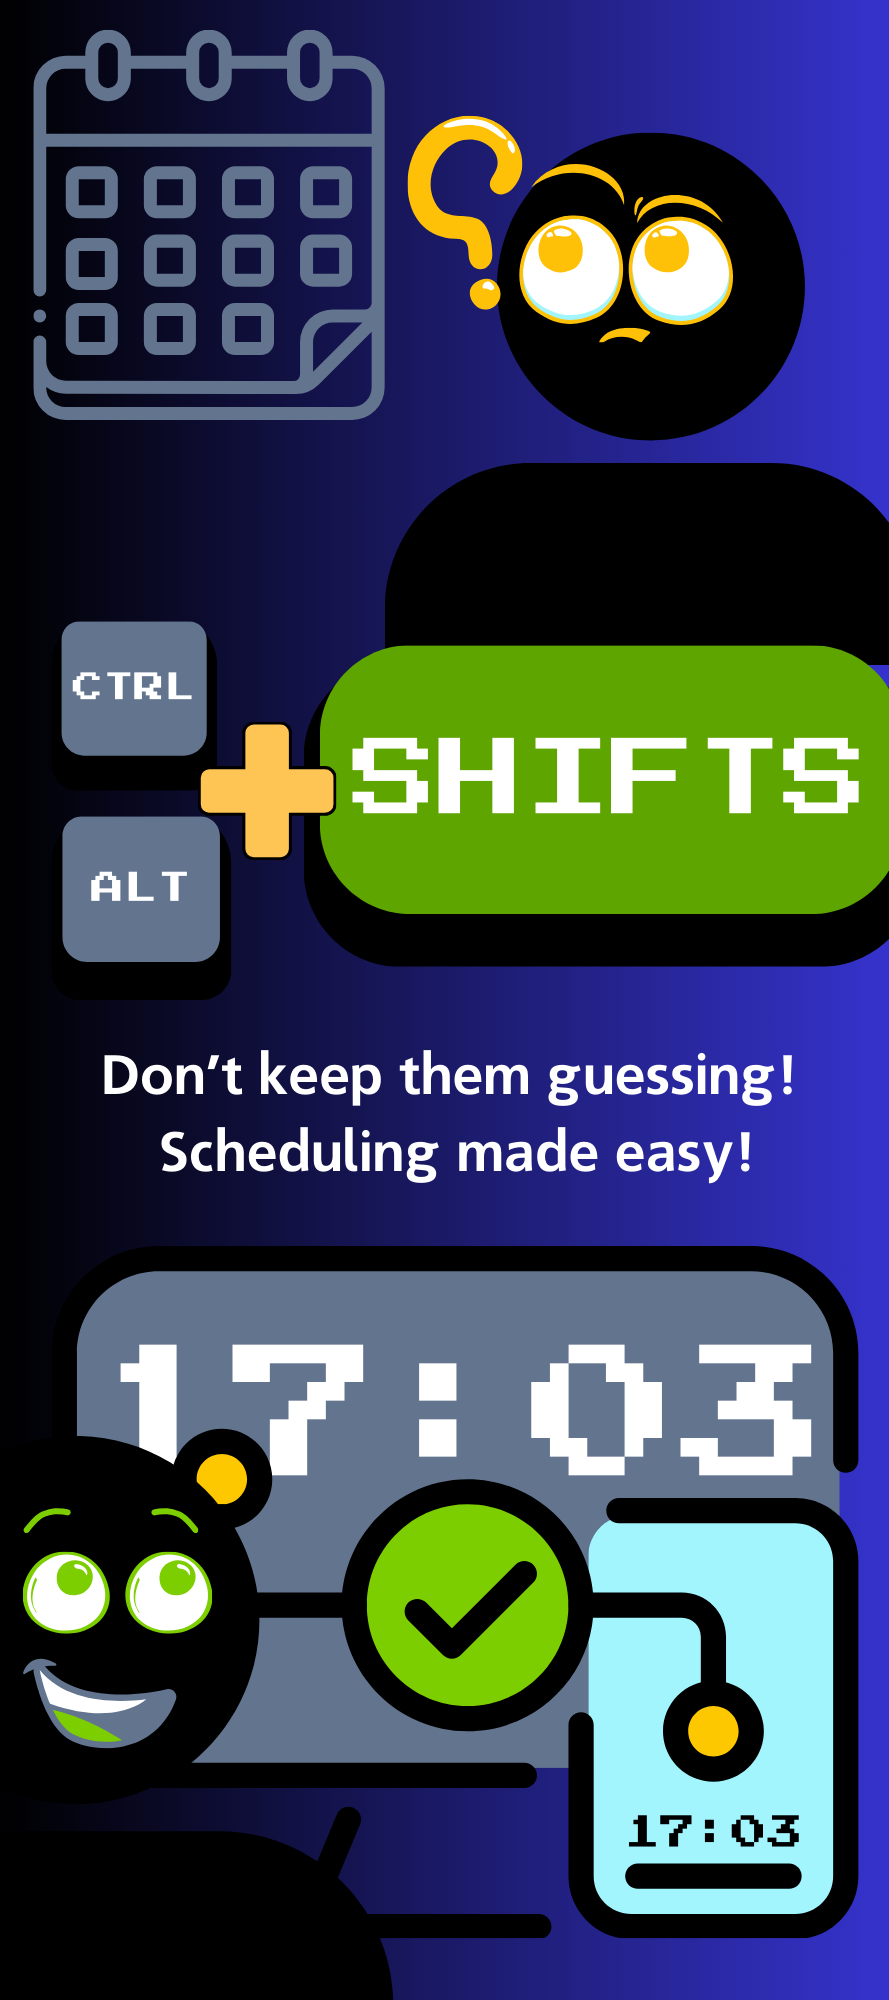 CTRL
SHIFTS
ALT
Don’t keep them guessing!
Scheduling made easy!
17:03
17:03